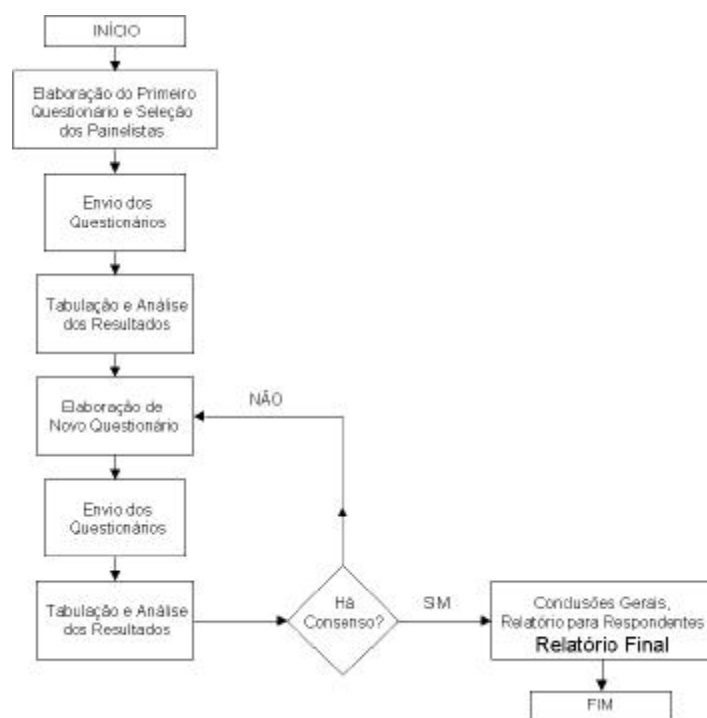 INÍCIO
Elaboração do Primeiro
Questionário e Seleção
dos Painelistas
Envio dos
Questionários
Tabulação e Análise
dos Resultados
Elaboração de
Novo Questionário
NÃO
Envio dos
Questionários
Tabulação e Análise
dos Resultados
Há
Consenso?
SIM
Conclusões Gerais,
Relatório para Respondentes
Relatório Final
FIM